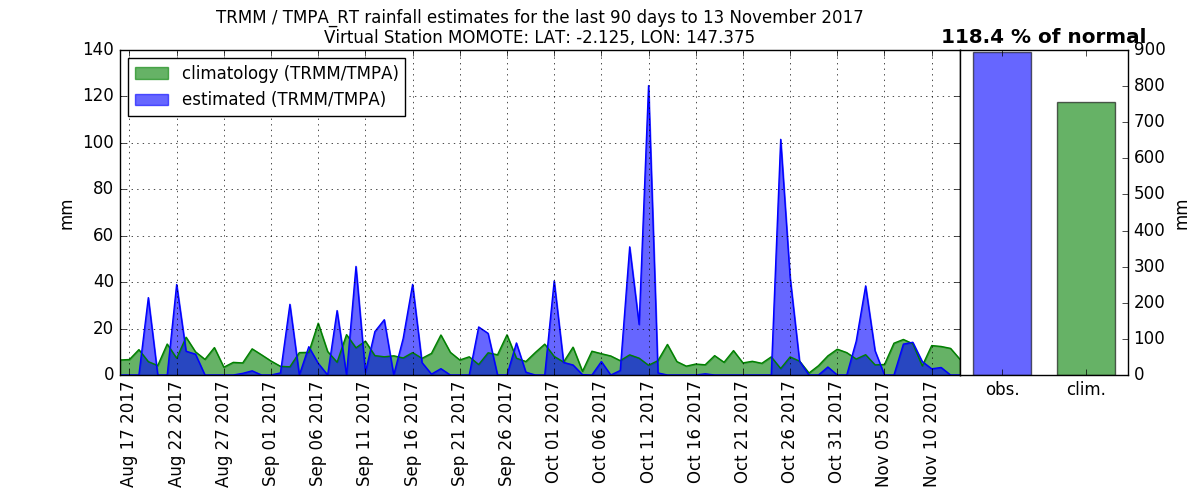 TRMM / TMPA_RT rainfall estimates for the last 90 days to 13 November 2017
Virtual Station MOMOTE: LAT: -2.125, LON: 147.375
118.4 % of normal
climatology (TRMM/TMPA)
estimated (TRMM/TMPA)
mm
140
120
100
80
60
40
20
0
Aug 17 2017
Aug 22 2017
Aug 27 2017
Sep 01 2017
Sep 06 2017
Sep 11 2017
Sep 16 2017
Sep 21 2017
Sep 26 2017
Oct 01 2017
Oct 06 2017
Oct 11 2017
Oct 16 2017
Oct 21 2017
Oct 26 2017
Oct 31 2017
Nov 05 2017
Nov 10 2017
obs.
clim.
900
800
700
600
500
400
300
200
100
0
mm